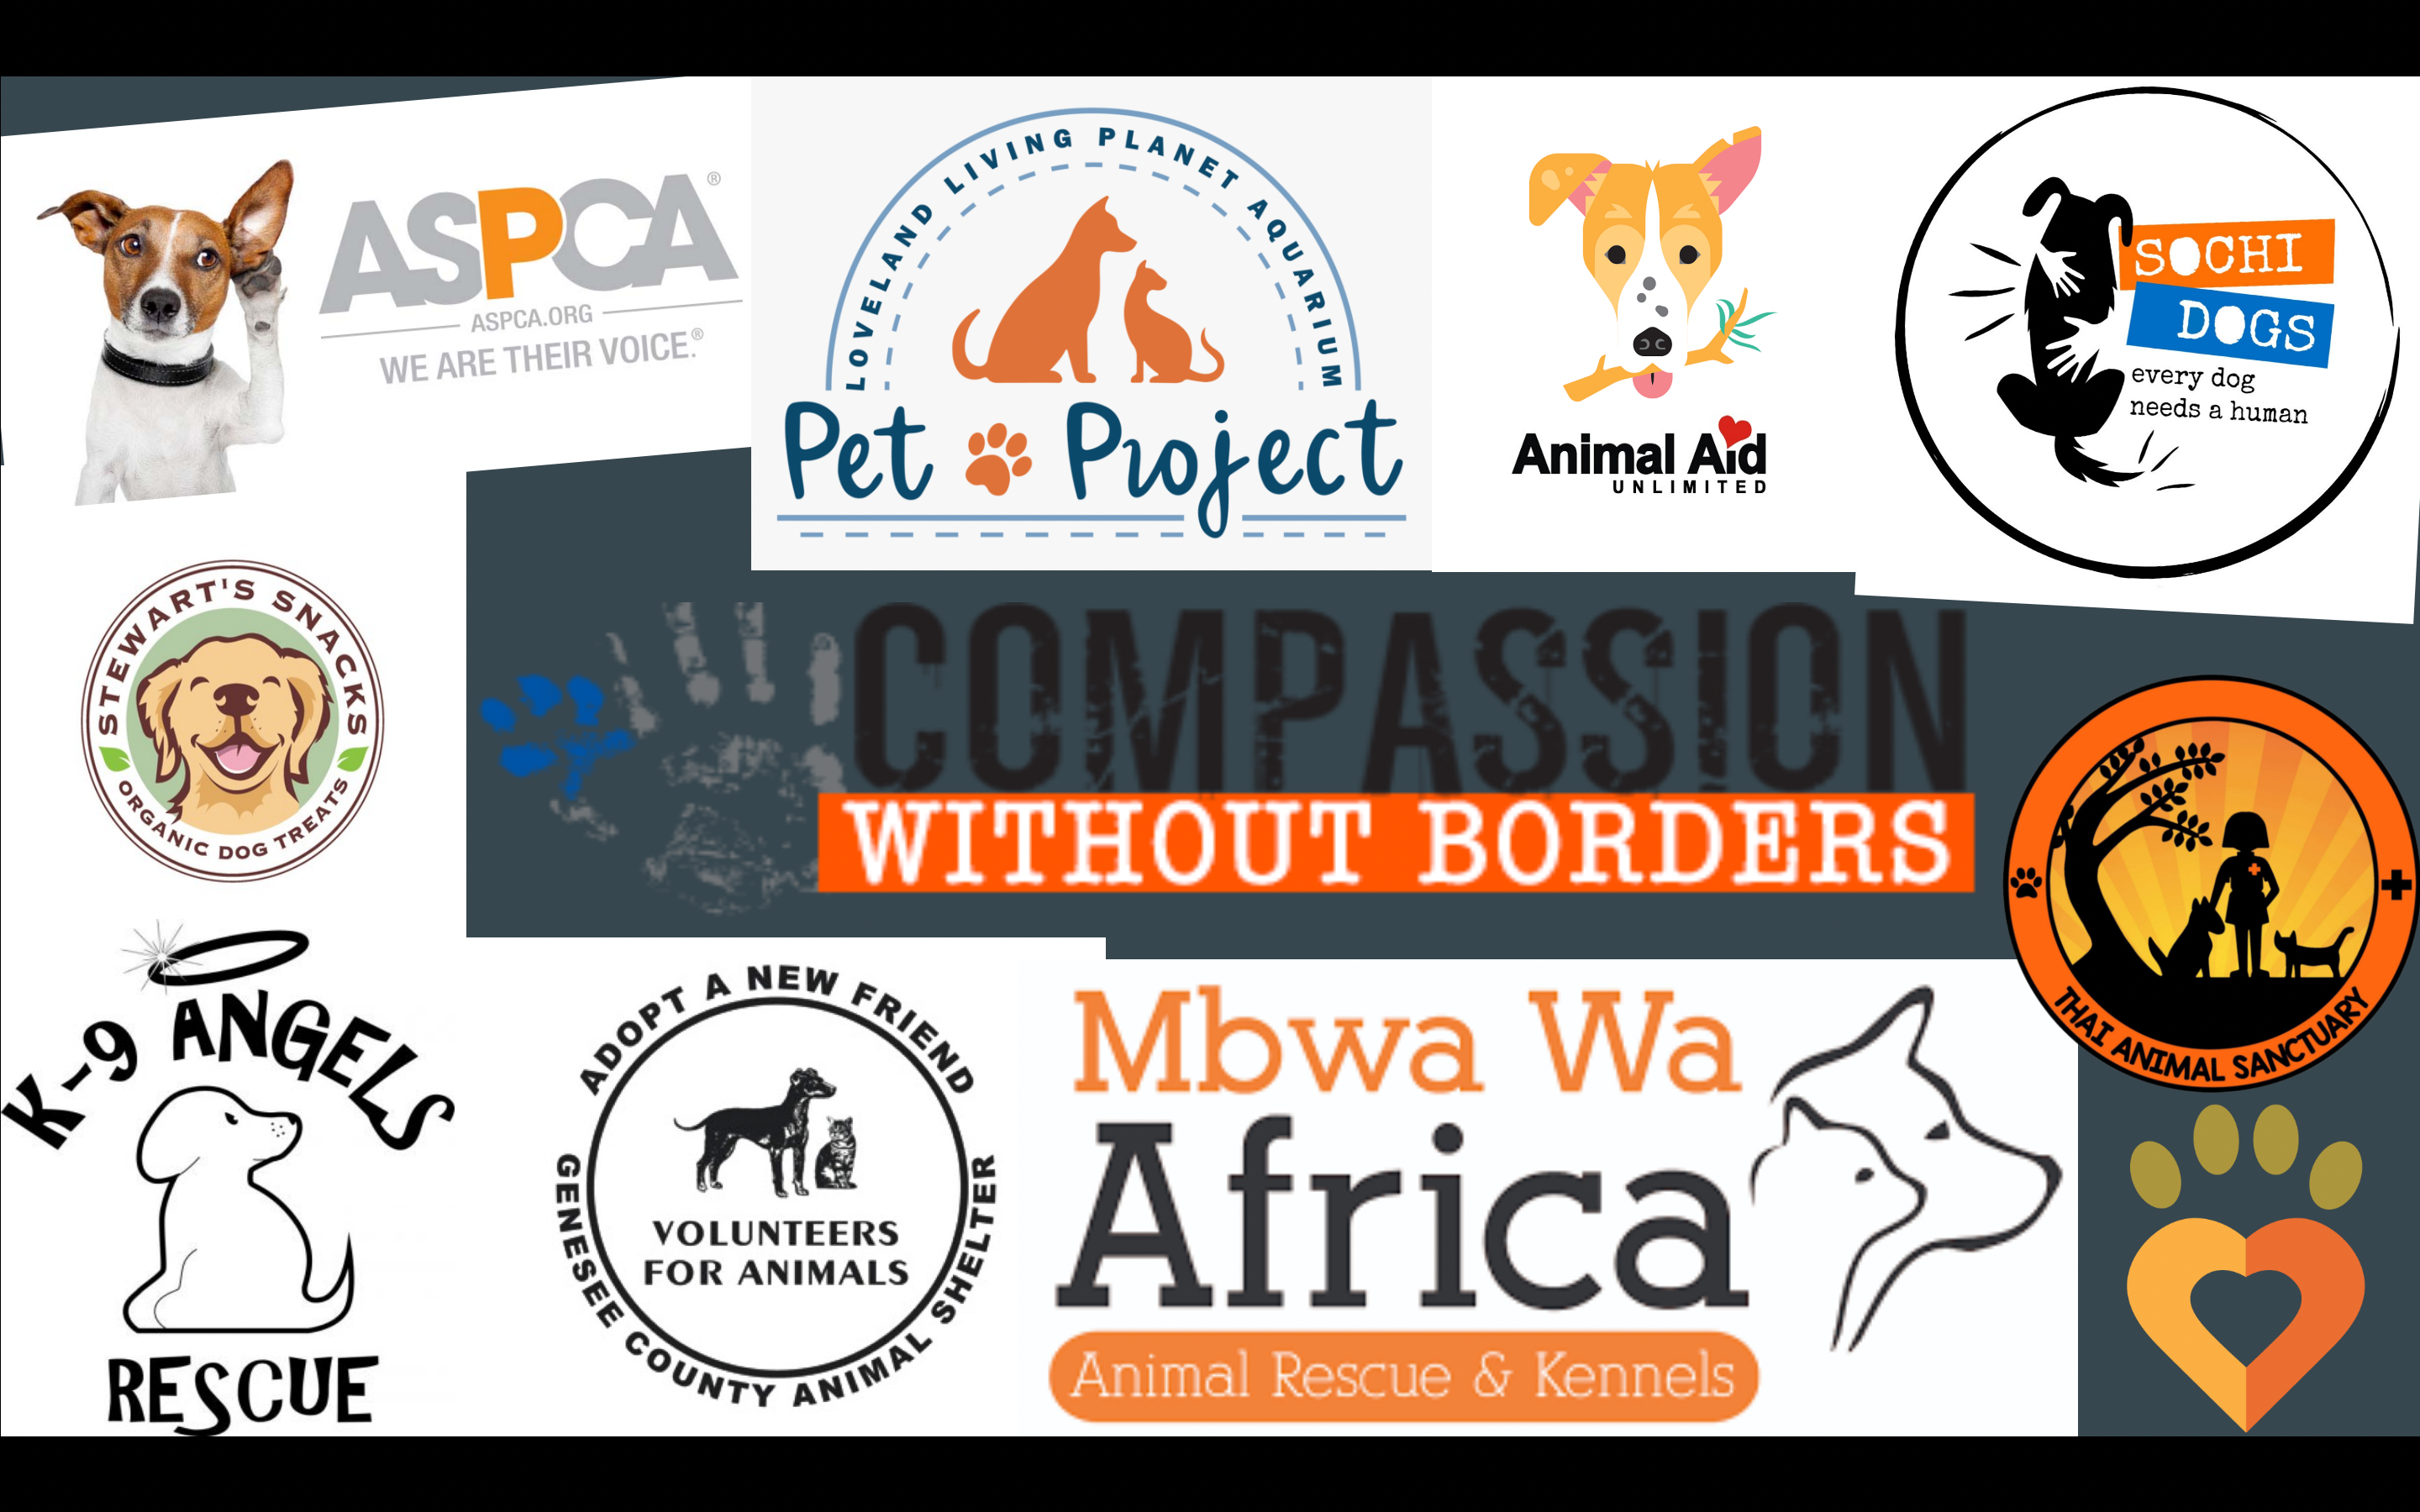 ASPCA®
ASPCA.ORG
WE ARE THEIR VOICE.®
LOVELAND LIVING PLANET AQUARIUM
Pet Project
Animal Aid
UNLIMITED
SOCHI
DOGS
every dog
needs a human
STEWART'S SNACKS
ORGANIC DOG TREATS
COMPASSION
WITHOUT BORDERS
THAI ANIMAL SANCTUARY
K-9 ANGELS
RESCUE
ADOPT A NEW FRIEND
VOLUNTEERS
FOR ANIMALS
GENESEE COUNTY ANIMAL SHELTER
Mbwa Wa
Africa
Animal Rescue & Kennels